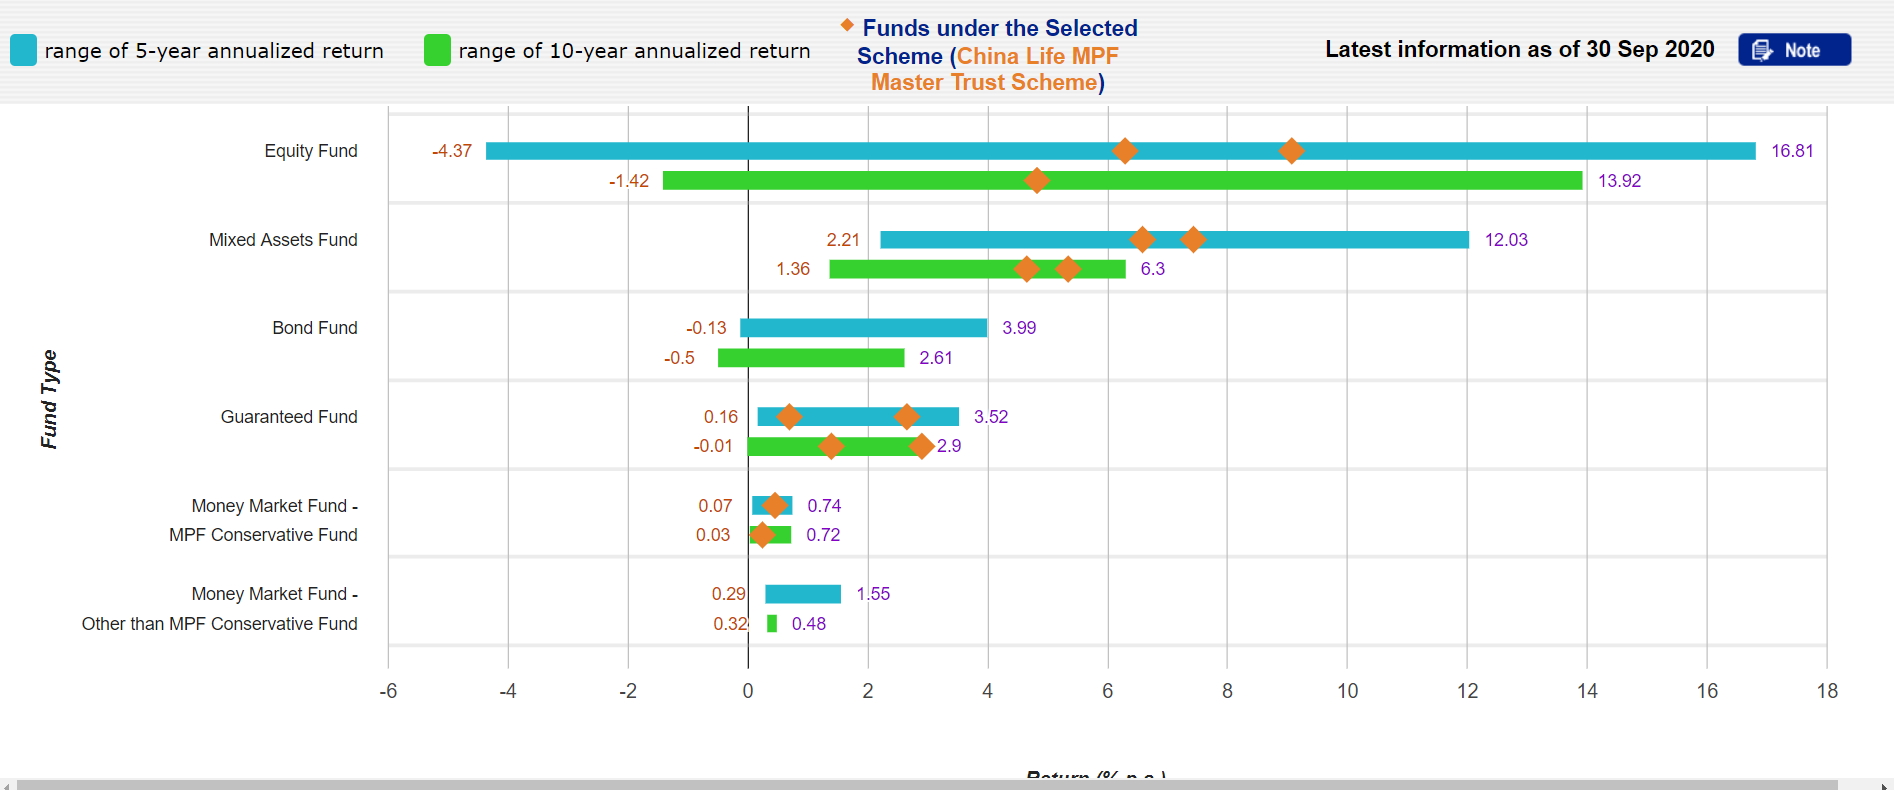 range of 5-year annualized return
range of 10-year annualized return
Funds under the Selected
Scheme (China Life MPF
Master Trust Scheme)
Latest information as of 30 Sep 2020
Note
Fund Type
Equity Fund
-4.37
16.81
-1.42
13.92
Mixed Assets Fund
2.21
12.03
1.36
6.3
Bond Fund
-0.13
3.99
-0.5
2.61
Guaranteed Fund
0.16
3.52
-0.01
2.9
Money Market Fund -
0.07
0.74
MPF Conservative Fund
0.03
0.72
Money Market Fund -
0.29
1.55
Other than MPF Conservative Fund
0.32
0.48
-6 -4 -2 0 2 4 6 8 10 12 14 16 18
Return (% p.a.)